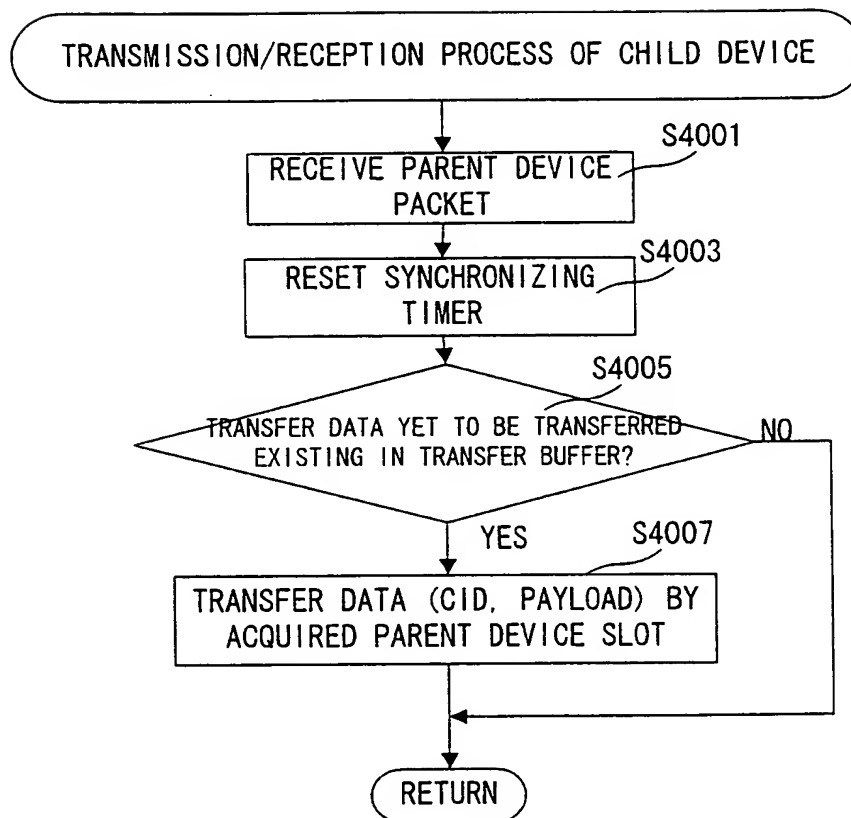 TRANSMISSION/RECEPTION PROCESS OF CHILD DEVICE
S4001
RECEIVE PARENT DEVICE
PACKET
S4003
RESET SYNCHRONIZING
TIMER
S4005
TRANSFER DATA YET TO BE TRANSFERRED
EXISTING IN TRANSFER BUFFER?
NO
YES
S4007
TRANSFER DATA (CID, PAYLOAD) BY
ACQUIRED PARENT DEVICE SLOT
RETURN